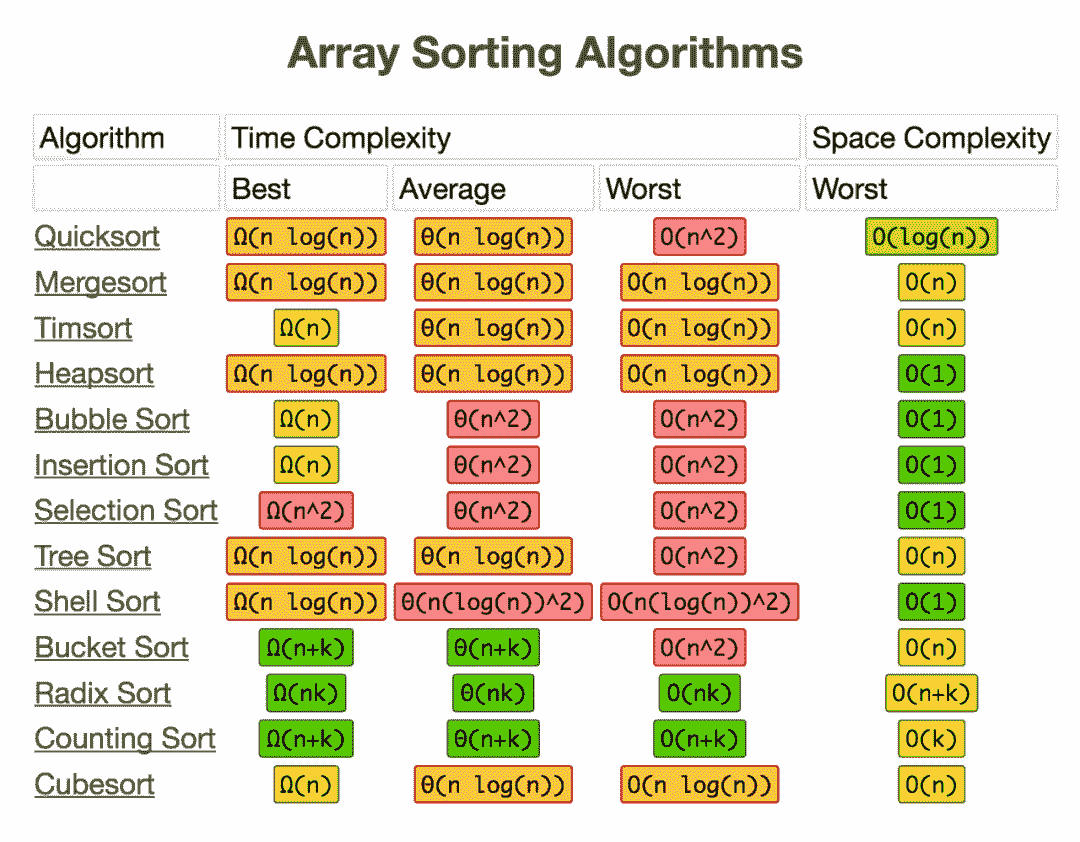 Array Sorting Algorithms
Algorithm Time Complexity Space Complexity
Best Average Worst Worst
Quicksort Ω(n log(n)) Θ(n log(n)) O(n^2) O(log(n))
Mergesort Ω(n log(n)) Θ(n log(n)) O(n log(n)) O(n)
Timsort Ω(n) Θ(n log(n)) O(n log(n)) O(n)
Heapsort Ω(n log(n)) Θ(n log(n)) O(n log(n)) O(1)
Bubble Sort Ω(n) Θ(n^2) O(n^2) O(1)
Insertion Sort Ω(n) Θ(n^2) O(n^2) O(1)
Selection Sort Ω(n^2) Θ(n^2) O(n^2) O(1)
Tree Sort Ω(n log(n)) Θ(n log(n)) O(n^2) O(n)
Shell Sort Ω(n log(n)) Θ(n(log(n))^2) O(n(log(n))^2) O(1)
Bucket Sort Ω(n+k) Θ(n+k) O(n^2) O(n)
Radix Sort Ω(nk) Θ(nk) O(nk) O(n+k)
Counting Sort Ω(n+k) Θ(n+k) O(n+k) O(k)
Cubesort Ω(n) Θ(n log(n)) O(n log(n)) O(n)